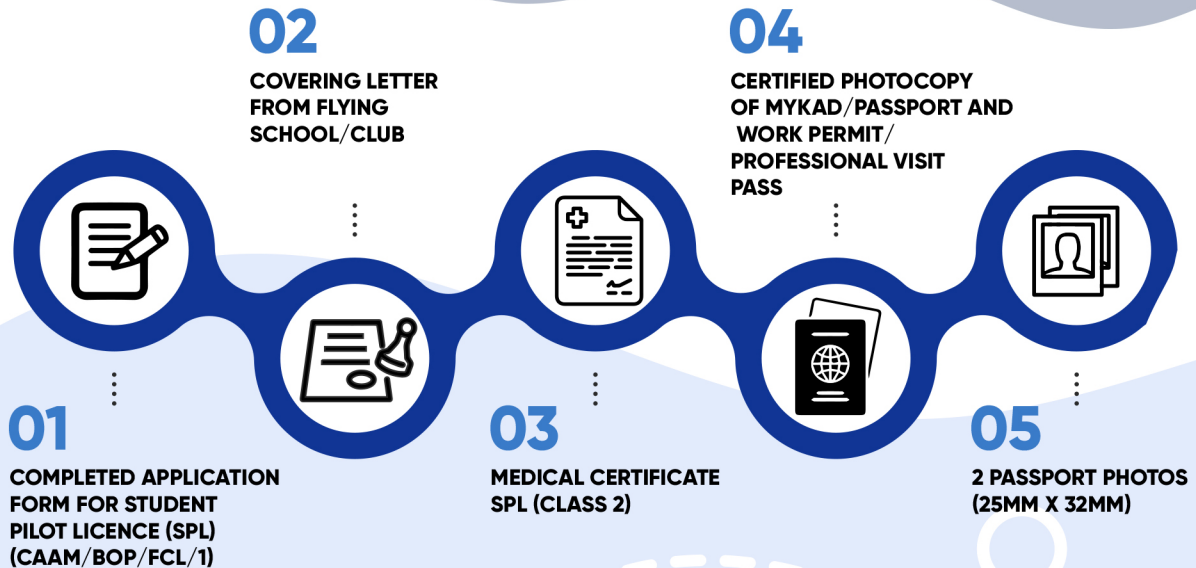 01
COMPLETED APPLICATION
FORM FOR STUDENT
PILOT LICENCE (SPL)
(CAAM/BOP/FCL/1)
02
COVERING LETTER
FROM FLYING
SCHOOL/CLUB
03
MEDICAL CERTIFICATE
SPL (CLASS 2)
04
CERTIFIED PHOTOCOPY
OF MYKAD/PASSPORT AND
WORK PERMIT/
PROFESSIONAL VISIT
PASS
05
2 PASSPORT PHOTOS
(25MM X 32MM)